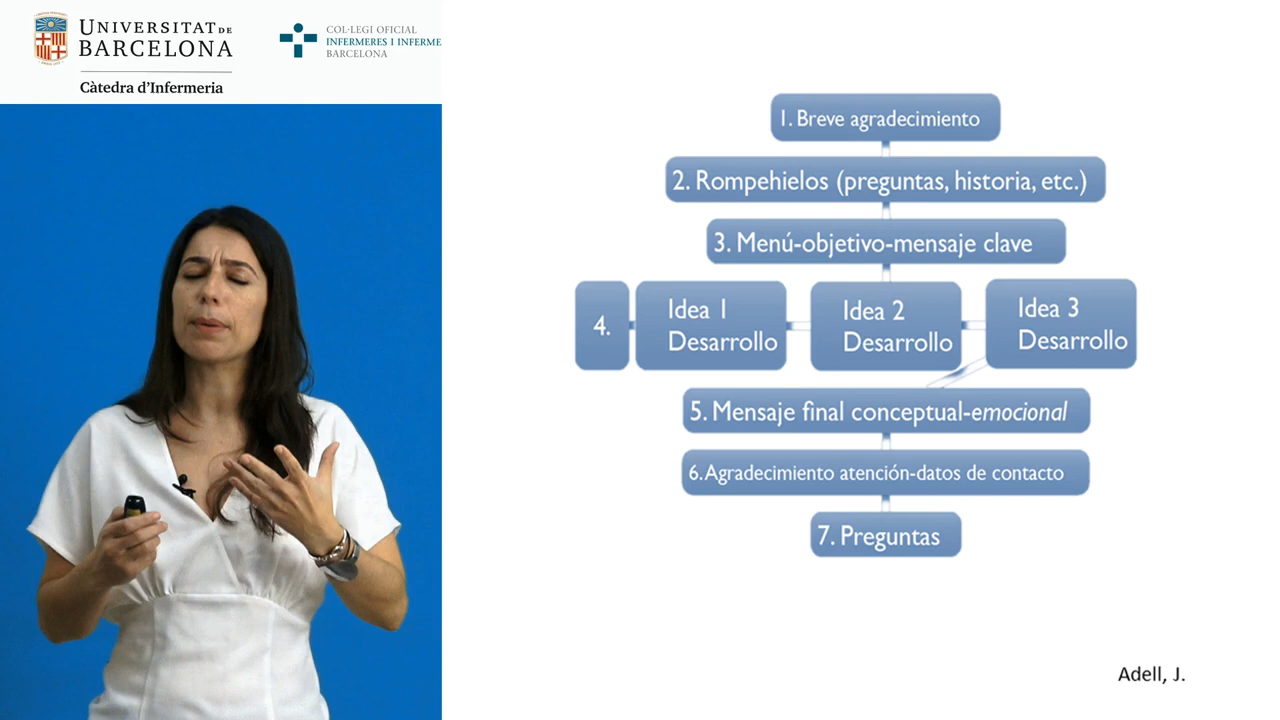 UNIVERSITAT DE
BARCELONA
Càtedra d'Infermeria
COL·LEGI OFICIAL
INFERMERES I INFERME
BARCELONA
1. Breve agradecimiento
2. Rompehielos (preguntas, historia, etc.)
3. Menú-objetivo-mensaje clave
4.
Idea 1
Desarrollo
Idea 2
Desarrollo
Idea 3
Desarrollo
5. Mensaje final conceptual-emocional
6.Agradecimiento atención-datos de contacto
7. Preguntas
Adell, J.